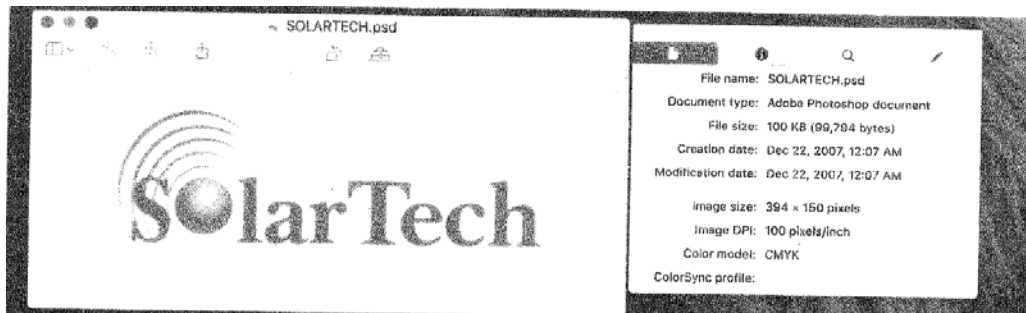 SOLARTECH.psd
SolarTech
File name: SOLARTECH.psd
Document type: Adobe Photoshop document
File size: 100 KB (99,794 bytes)
Creation date: Dec 22, 2007, 12:07 AM
Modification date: Dec 22, 2007, 12:07 AM
Image size: 394 × 150 pixels
Image DPI: 100 pixels/inch
Color model: CMYK
ColorSync profile: